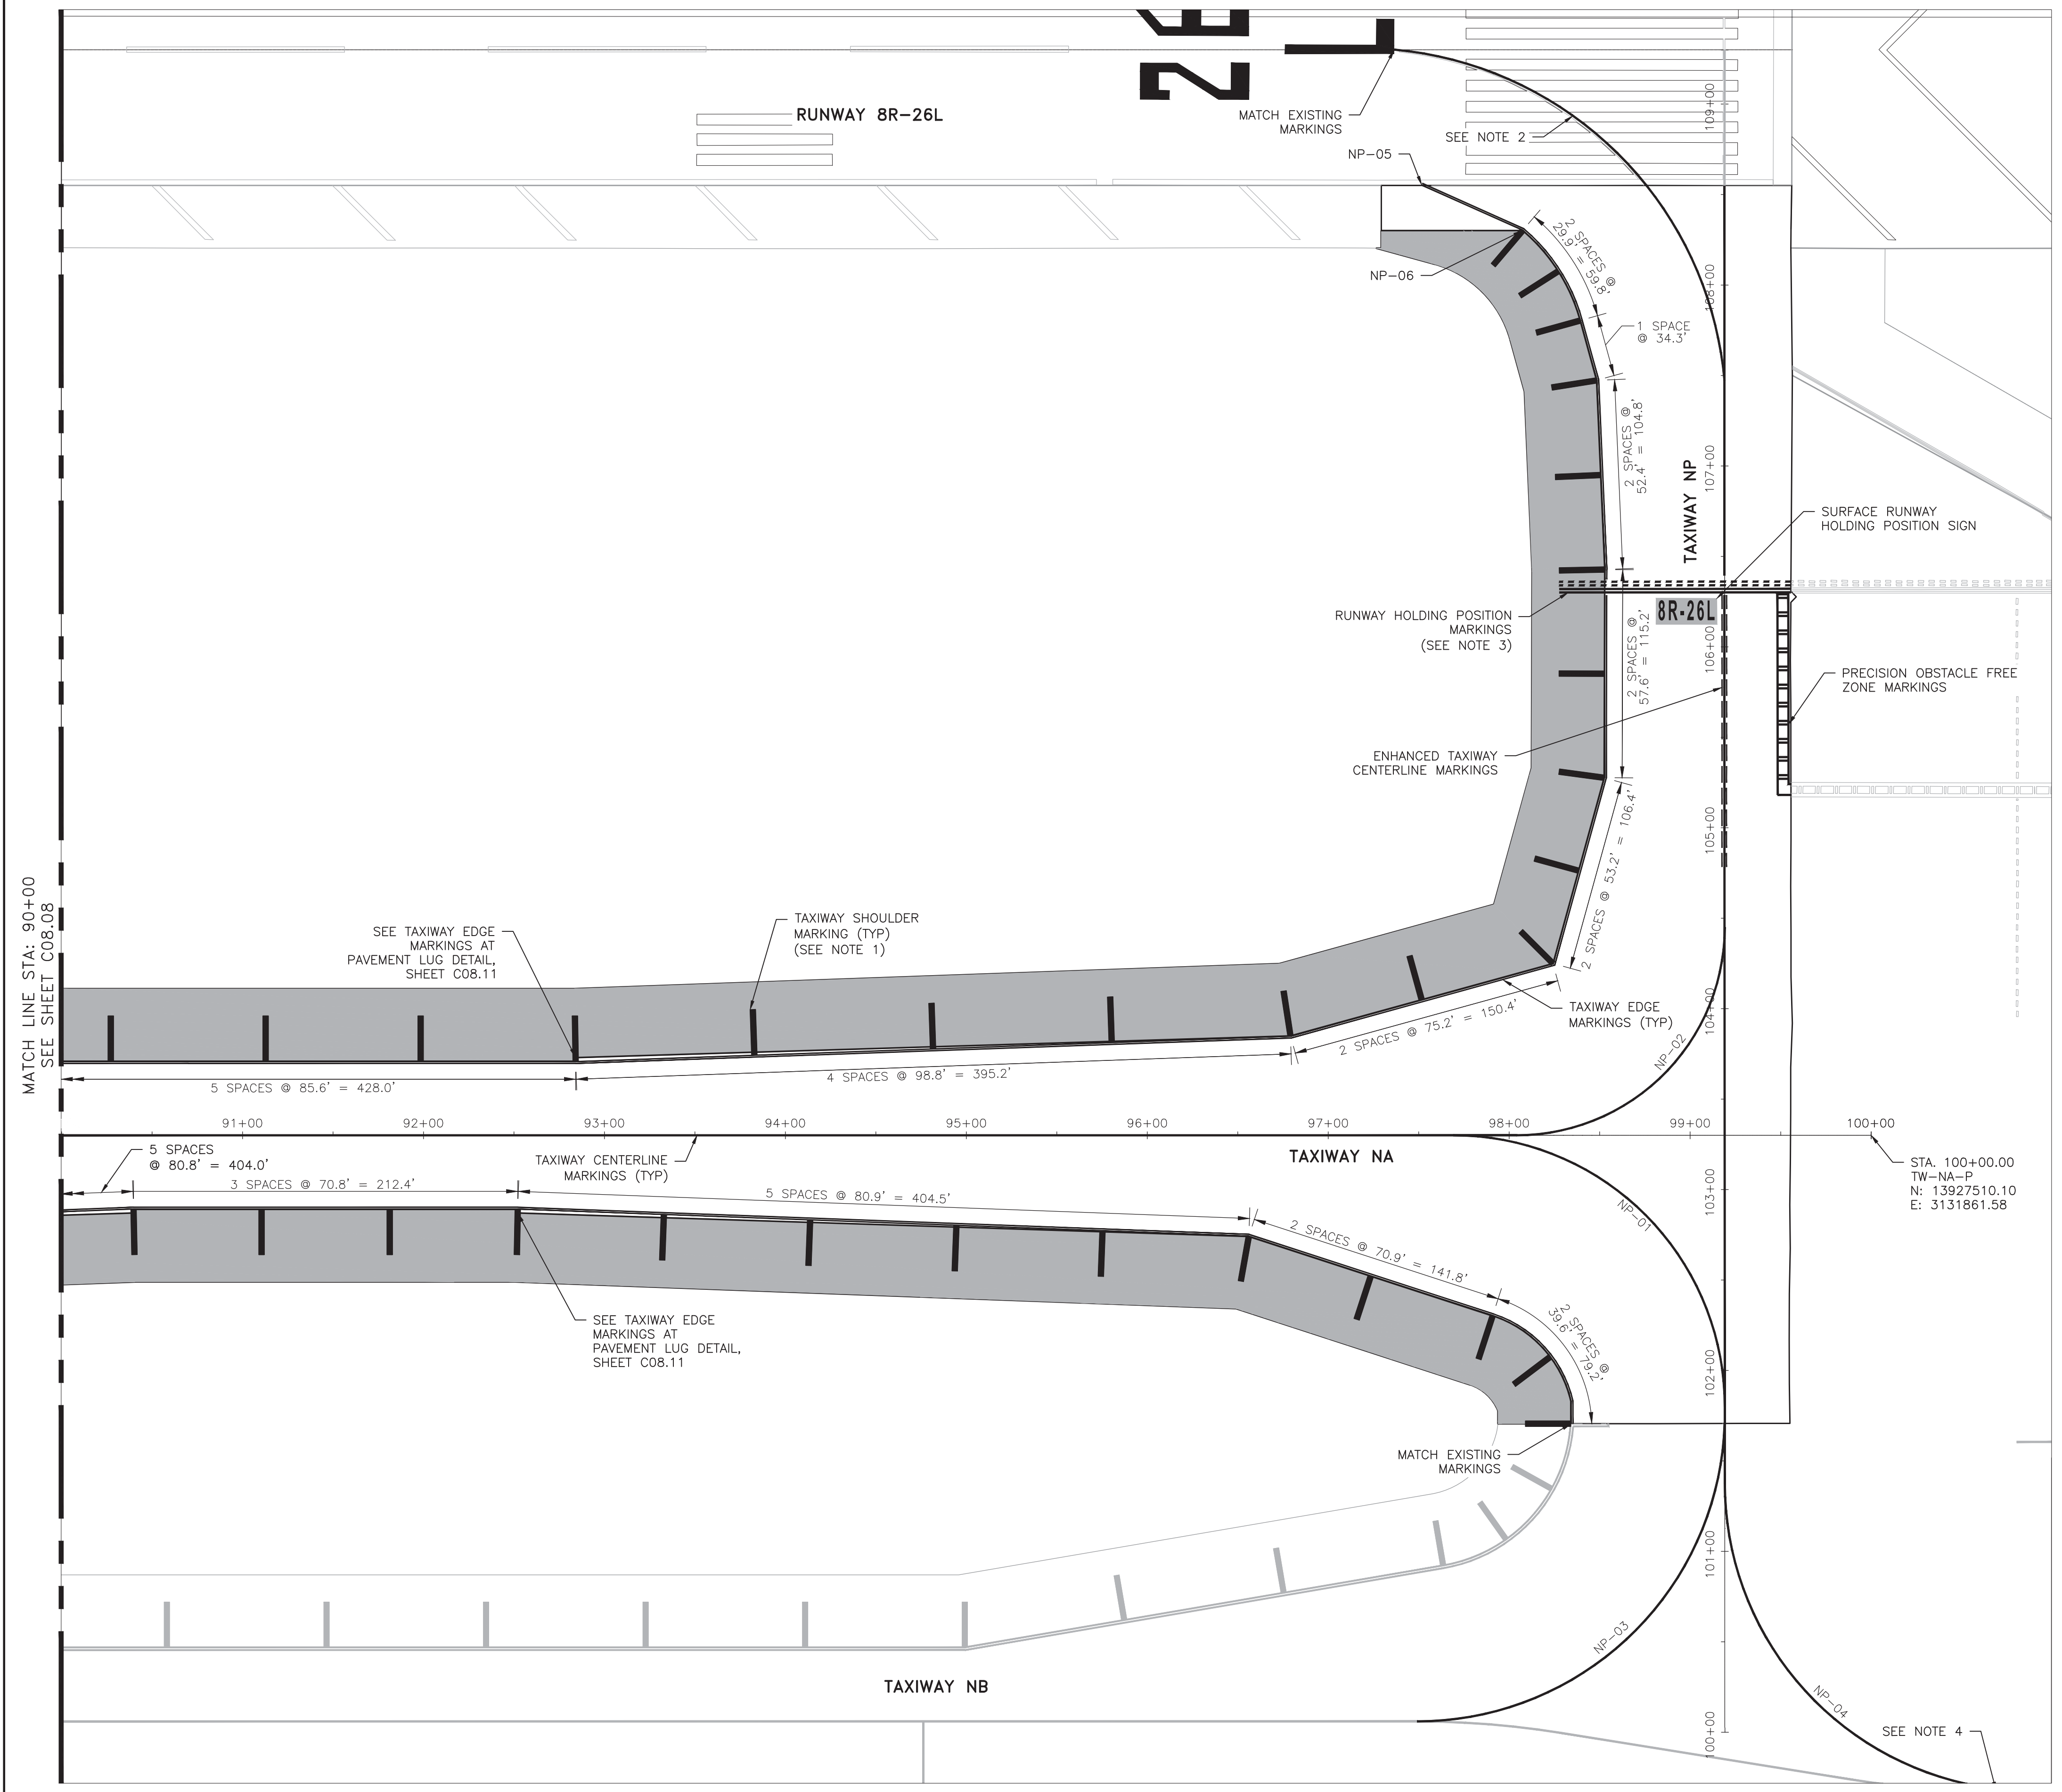 2
L
RUNWAY 8R-26L
MATCH EXISTING
MARKINGS
SEE NOTE 2
109+00
NP-05
NP-06
2 SPACES @
29.9' = 59.8'
108+00
1 SPACE
@ 34.3'
2 SPACES @
52.4' = 104.8'
107+00
TAXIWAY NP
SURFACE RUNWAY
HOLDING POSITION SIGN
8R-26L
RUNWAY HOLDING POSITION
MARKINGS
(SEE NOTE 3)
2 SPACES @
57.6' = 115.2'
106+00
PRECISION OBSTACLE FREE
ZONE MARKINGS
ENHANCED TAXIWAY
CENTERLINE MARKINGS
105+00
2 SPACES @ 53.2' = 106.4'
MATCH LINE STA: 90+00
SEE SHEET C08.08
SEE TAXIWAY EDGE
MARKINGS AT
PAVEMENT LUG DETAIL,
SHEET C08.11
TAXIWAY SHOULDER
MARKING (TYP)
(SEE NOTE 1)
TAXIWAY EDGE
MARKINGS (TYP)
104+00
2 SPACES @ 75.2' = 150.4'
NP-02
5 SPACES @ 85.6' = 428.0'
4 SPACES @ 98.8' = 395.2'
91+00
92+00
93+00
94+00
95+00
96+00
97+00
98+00
99+00
100+00
5 SPACES
@ 80.8' = 404.0'
TAXIWAY CENTERLINE
MARKINGS (TYP)
TAXIWAY NA
STA. 100+00.00
TW-NA-P
N: 13927510.10
E: 3131861.58
3 SPACES @ 70.8' = 212.4'
5 SPACES @ 80.9' = 404.5'
103+00
NP-01
2 SPACES @ 70.9' = 141.8'
SEE TAXIWAY EDGE
MARKINGS AT
PAVEMENT LUG DETAIL,
SHEET C08.11
2 SPACES @
39.6' = 79.2'
102+00
MATCH EXISTING
MARKINGS
101+00
NP-03
TAXIWAY NB
NP-04
100+00
SEE NOTE 4